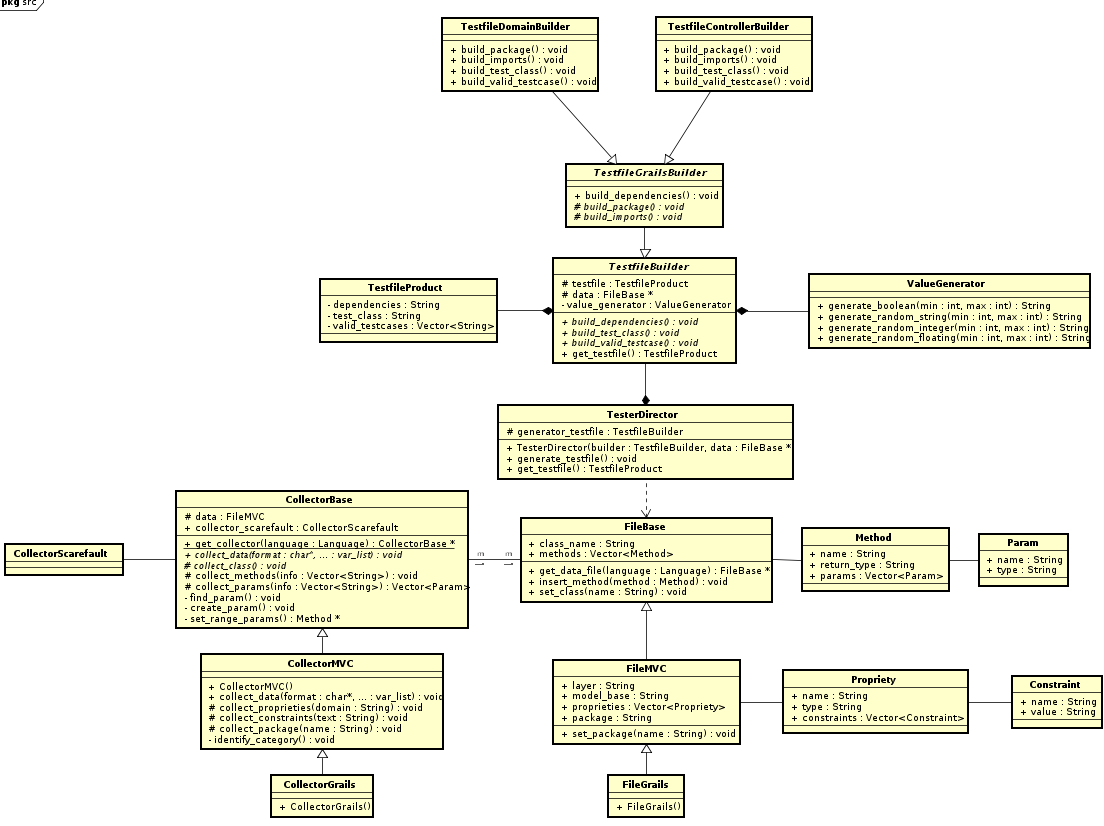 pkg src
TestfileDomainBuilder
+ build_package() : void
+ build_imports() : void
+ build_test_class() : void
+ build_valid_testcase() : void
TestfileControllerBuilder
+ build_package() : void
+ build_imports() : void
+ build_test_class() : void
+ build_valid_testcase() : void
TestfileGrailsBuilder
+ build_dependencies() : void
# build_package() : void
# build_imports() : void
TestfileProduct
- dependencies : String
- test_class : String
- valid_testcases : Vector<String>
TestfileBuilder
# testfile : TestfileProduct
# data : FileBase *
- value_generator : ValueGenerator
+ build_dependencies() : void
+ build_test_class() : void
+ build_valid_testcase() : void
+ get_testfile() : TestfileProduct
ValueGenerator
+ generate_boolean(min : int, max : int) : String
+ generate_random_string(min : int, max : int) : String
+ generate_random_integer(min : int, max : int) : String
+ generate_random_floating(min : int, max : int) : String
TesterDirector
# generator_testfile : TestfileBuilder
+ TesterDirector(builder : TestfileBuilder, data : FileBase *
+ generate_testfile() : void
+ get_testfile() : TestfileProduct
CollectorScarefault
CollectorBase
# data : FileMVC
+ collector_scarefault : CollectorScarefault
+ get_collector(language : Language) : CollectorBase *
+ collect_data(format : char*, ... : var_list) : void
# collect_class() : void
# collect_methods(info : Vector<String>) : void
# collect_params(info : Vector<String>) : Vector<Param>
- find_param() : void
- create_param() : void
- set_range_params() : Method *
FileBase
+ class_name : String
+ methods : Vector<Method>
+ get_data_file(language : Language) : FileBase *
+ insert_method(method : Method) : void
+ set_class(name : String) : void
Method
+ name : String
+ return_type : String
+ params : Vector<Param>
Param
+ name : String
+ type : String
CollectorMVC
+ CollectorMVC()
+ collect_data(format : char*, ... : var_list) : void
# collect_proprieties(domain : String) : void
# collect_constraints(text : String) : void
# collect_package(name : String) : void
- identify_category() : void
FileMVC
+ layer : String
+ model_base : String
+ proprieties : Vector<Propriety>
+ package : String
+ set_package(name : String) : void
Propriety
+ name : String
+ type : String
+ constraints : Vector<Constraint>
Constraint
+ name : String
+ value : String
CollectorGrails
+ CollectorGrails()
FileGrails
+ FileGrails()